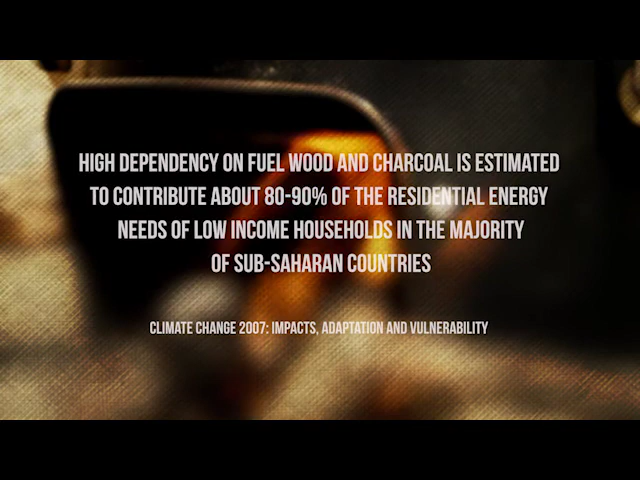 HIGH DEPENDENCY ON FUEL WOOD AND CHARCOAL IS ESTIMATED
TO CONTRIBUTE ABOUT 80-90% OF THE RESIDENTIAL ENERGY
NEEDS OF LOW INCOME HOUSEHOLDS IN THE MAJORITY
OF SUB-SAHARAN COUNTRIES
CLIMATE CHANGE 2007: IMPACTS, ADAPTATION AND VULNERABILITY